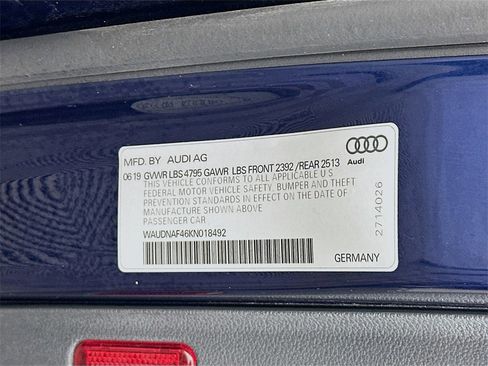 MFD. BY AUDI AG
Audi
06 19 GVWR LBS 4795 GAWR LBS FRONT 2392 /REAR 2513
THIS VEHICLE CONFORMS TO ALL APPLICABLE U S
FEDERAL MOTOR VEHICLE SAFETY. BUMPER AND THEFT
PREVENTION STANDARDS IN EFFECT ON THE DATE OF
MANUFACTURE SHOWN ABOVE
PASSENGER CAR
WAUDNAF46KN018492
2714026
GERMANY